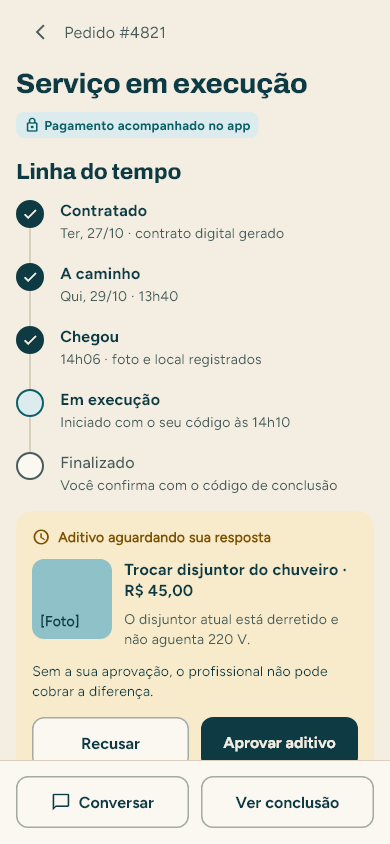 Pedido #4821
Serviço em execução
Pagamento acompanhado no app
Linha do tempo
Contratado
Ter, 27/10 · contrato digital gerado
A caminho
Qui, 29/10 · 13h40
Chegou
14h06 · foto e local registrados
Em execução
Iniciado com o seu código às 14h10
Finalizado
Você confirma com o código de conclusão
Aditivo aguardando sua resposta
[Foto]
Trocar disjuntor do chuveiro ·
R$ 45,00
O disjuntor atual está derretido e
não aguenta 220 V.
Sem a sua aprovação, o profissional não pode
cobrar a diferença.
Recusar
Aprovar aditivo
Conversar
Ver conclusão